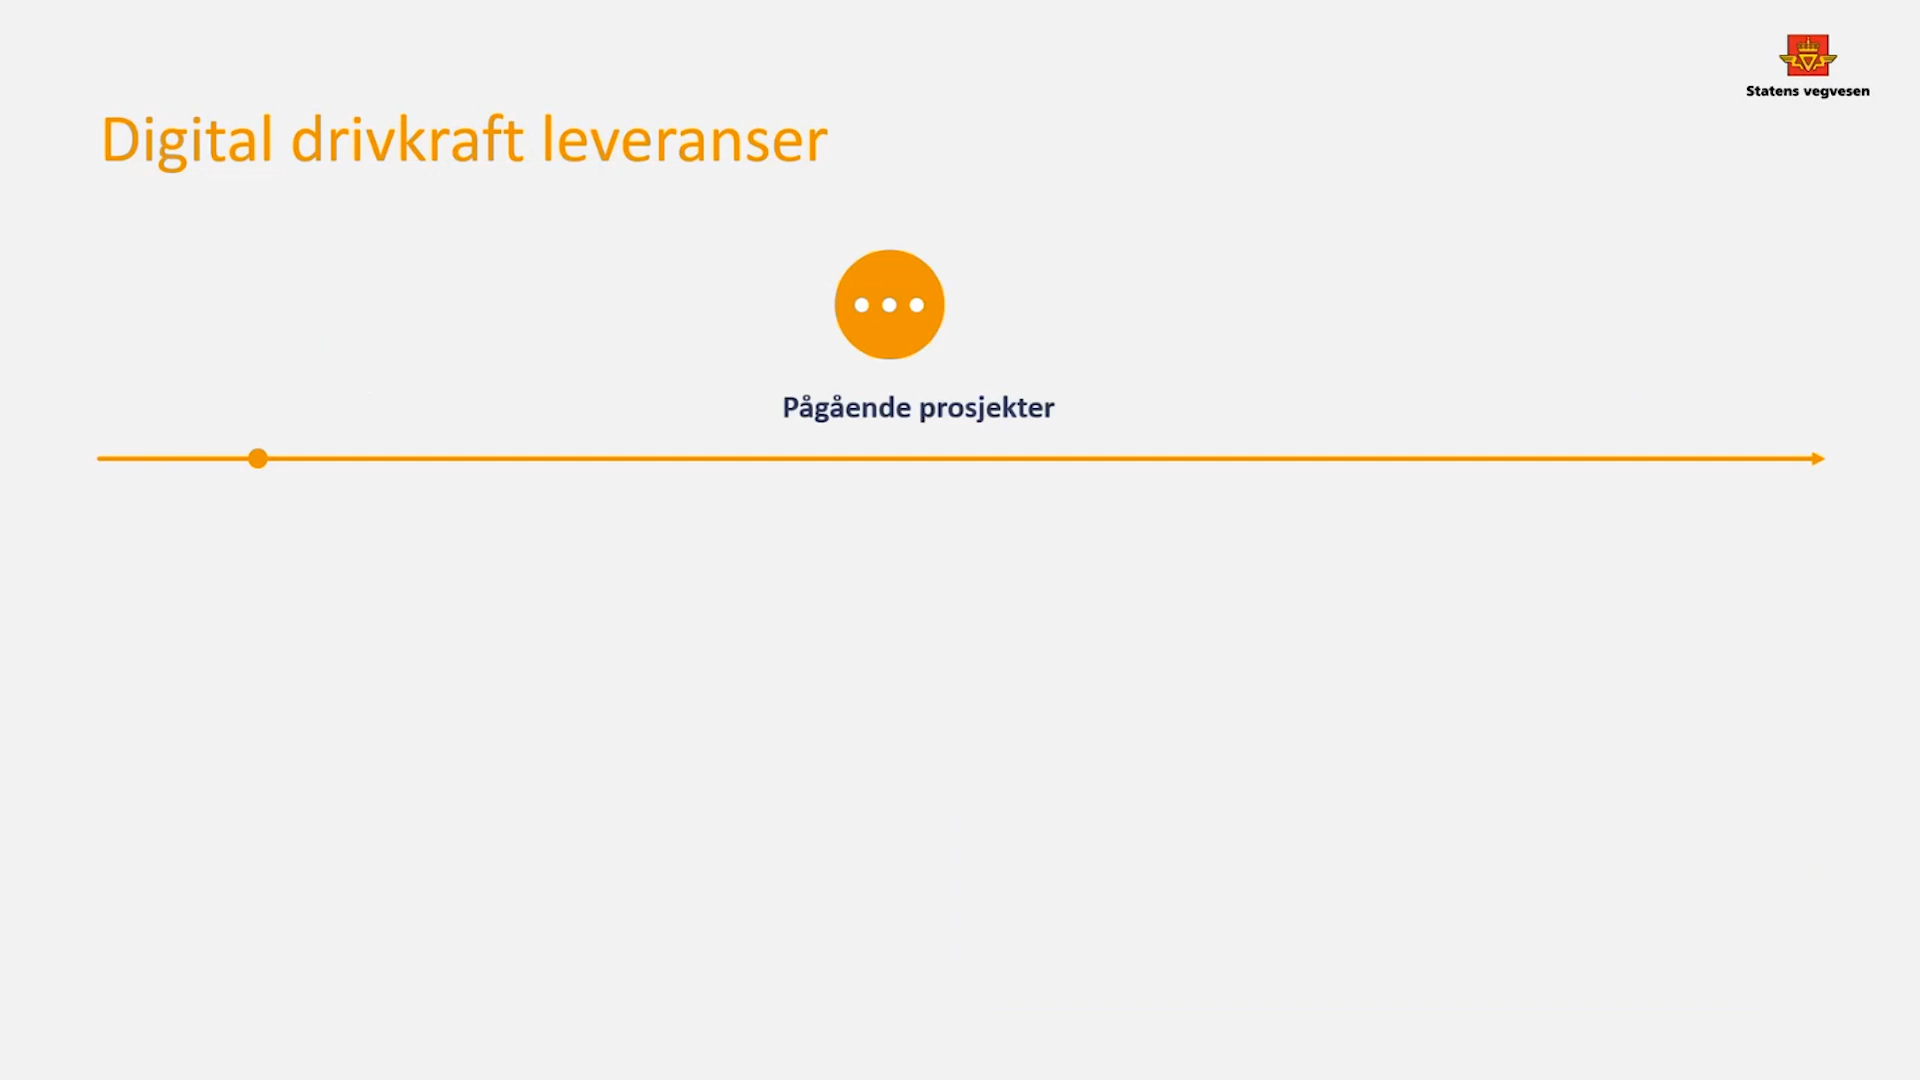 Statens vegvesen
Digital drivkraft leveranser
Pågående prosjekter